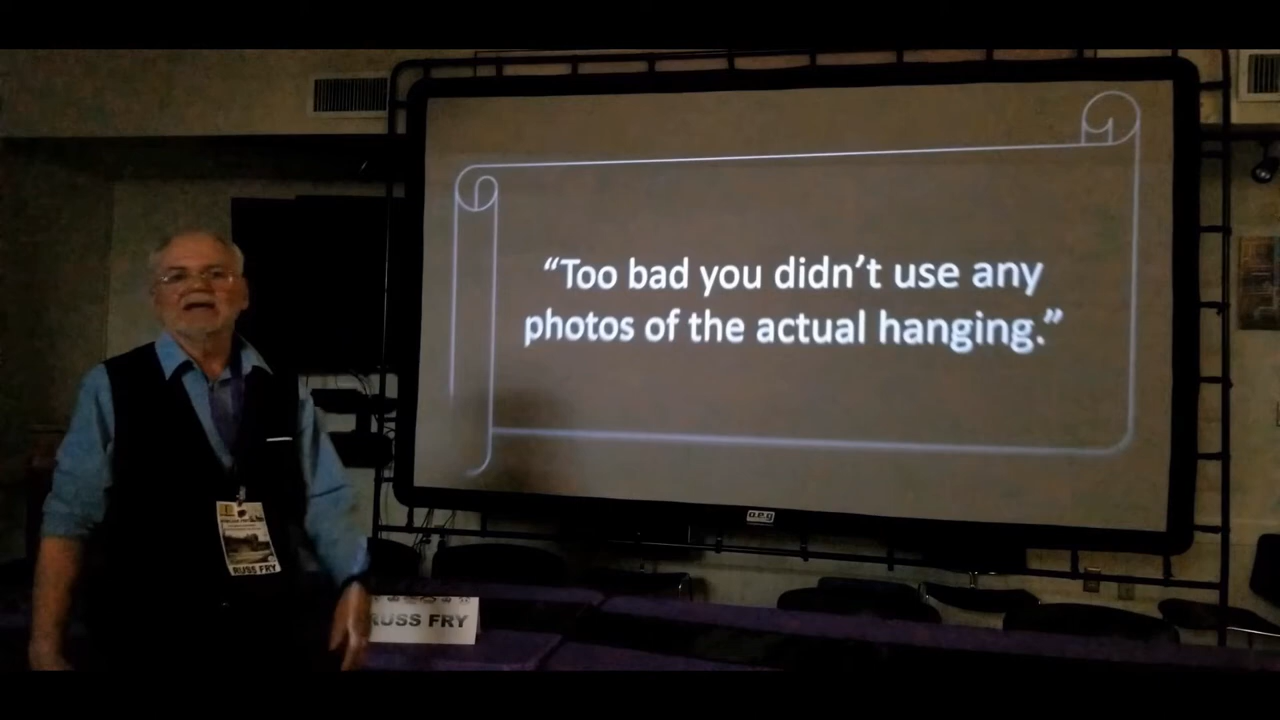 “Too bad you didn’t use any
photos of the actual hanging.”
a.e.g
RUSS FRY
RUSS FRY